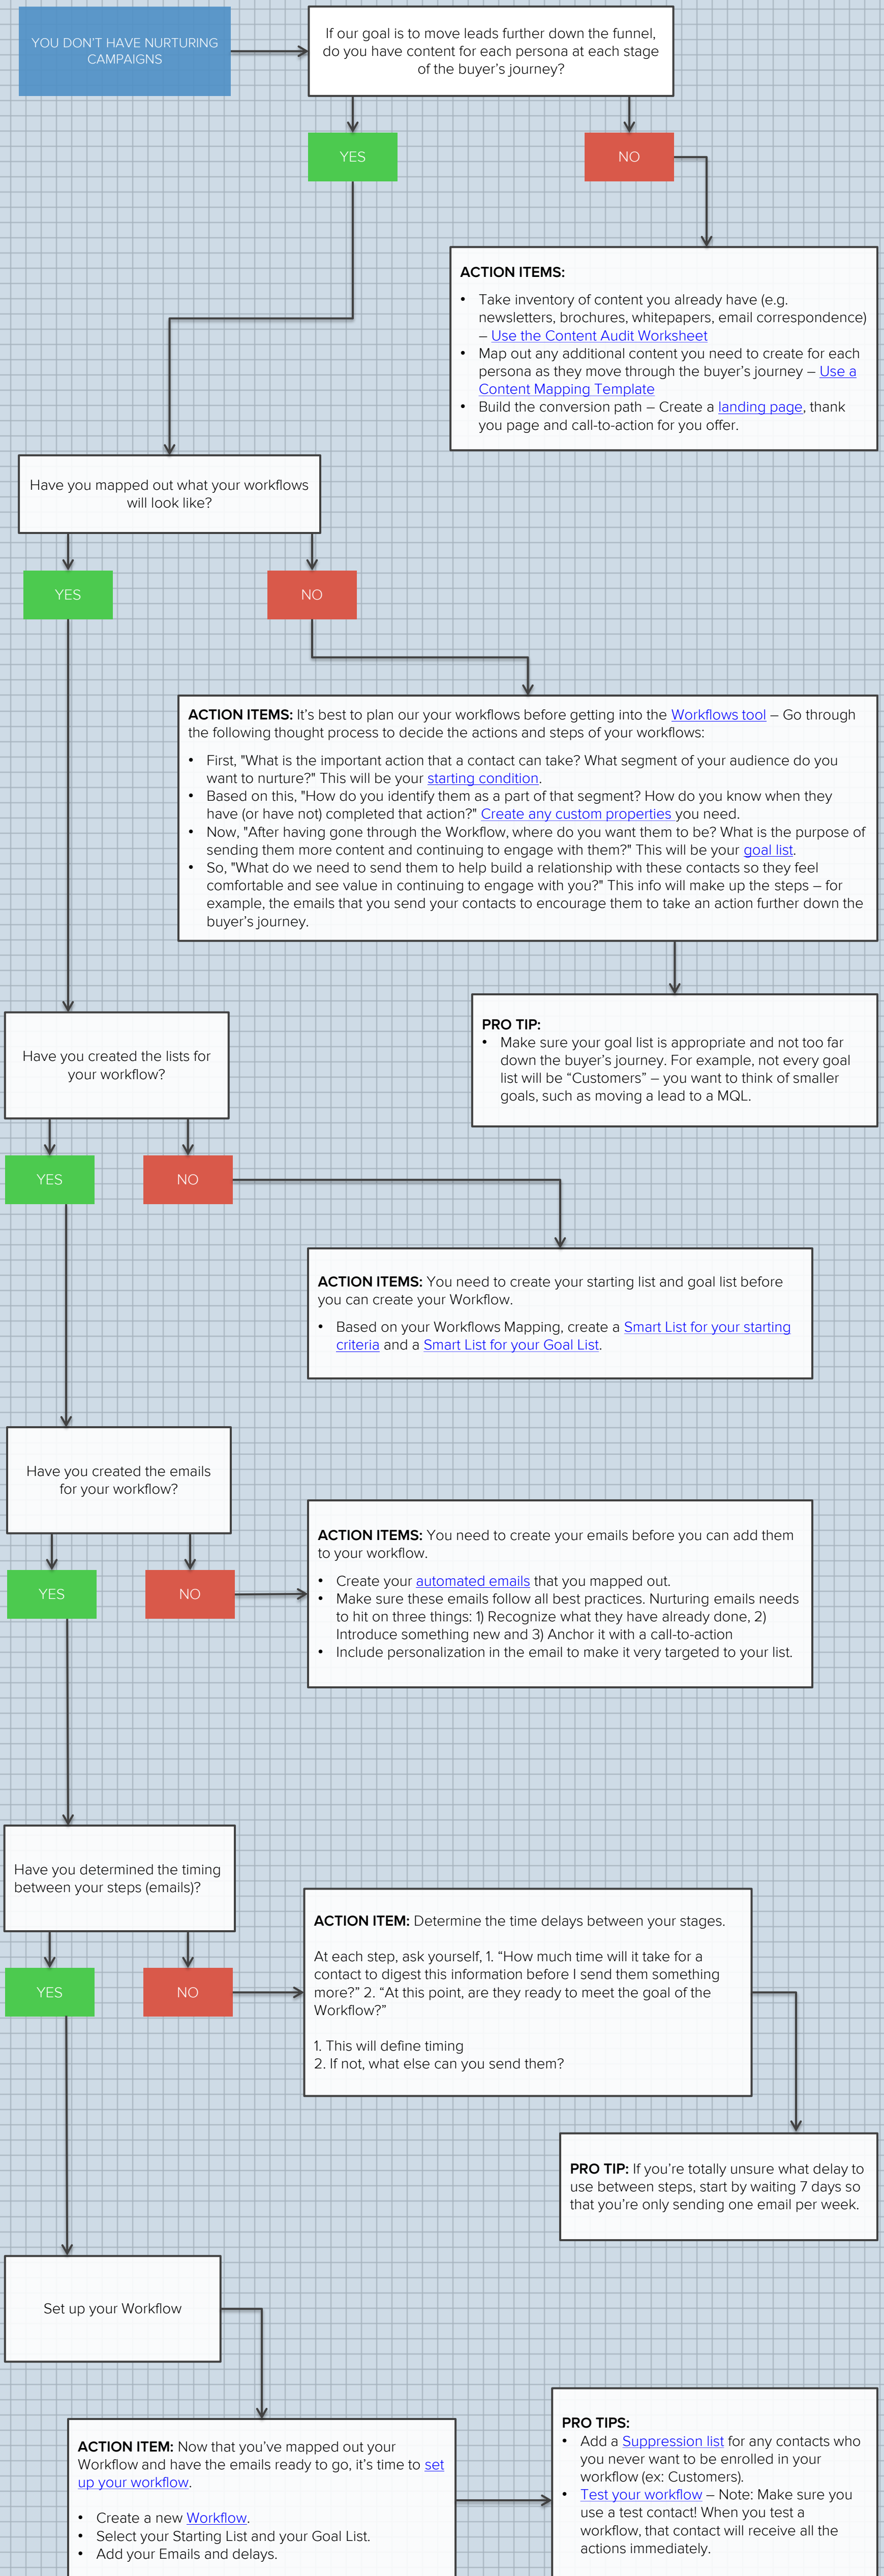 YOU DON'T HAVE NURTURING
CAMPAIGNS
If our goal is to move leads further down the funnel,
do you have content for each persona at each stage
of the buyer's journey?
YES
NO
ACTION ITEMS:
• Take inventory of content you already have (e.g.
newsletters, brochures, whitepapers, email correspondence)
– Use the Content Audit Worksheet
• Map out any additional content you need to create for each
persona as they move through the buyer's journey – Use a
Content Mapping Template
• Build the conversion path – Create a landing page, thank
you page and call-to-action for you offer.
Have you mapped out what your workflows
will look like?
YES
NO
ACTION ITEMS: It's best to plan our your workflows before getting into the Workflows tool – Go through
the following thought process to decide the actions and steps of your workflows:
• First, "What is the important action that a contact can take? What segment of your audience do you
want to nurture?" This will be your starting condition.
• Based on this, "How do you identify them as a part of that segment? How do you know when they
have (or have not) completed that action?" Create any custom properties you need.
• Now, "After having gone through the Workflow, where do you want them to be? What is the purpose of
sending them more content and continuing to engage with them?" This will be your goal list.
• So, "What do we need to send them to help build a relationship with these contacts so they feel
comfortable and see value in continuing to engage with you?" This info will make up the steps – for
example, the emails that you send your contacts to encourage them to take an action further down the
buyer's journey.
PRO TIP:
• Make sure your goal list is appropriate and not too far
down the buyer's journey. For example, not every goal
list will be “Customers” – you want to think of smaller
goals, such as moving a lead to a MQL.
Have you created the lists for
your workflow?
YES
NO
ACTION ITEMS: You need to create your starting list and goal list before
you can create your Workflow.
• Based on your Workflows Mapping, create a Smart List for your starting
criteria and a Smart List for your Goal List.
Have you created the emails
for your workflow?
YES
NO
ACTION ITEMS: You need to create your emails before you can add them
to your workflow.
• Create your automated emails that you mapped out.
• Make sure these emails follow all best practices. Nurturing emails needs
to hit on three things: 1) Recognize what they have already done, 2)
Introduce something new and 3) Anchor it with a call-to-action
• Include personalization in the email to make it very targeted to your list.
Have you determined the timing
between your steps (emails)?
YES
NO
ACTION ITEM: Determine the time delays between your stages.
At each step, ask yourself, 1. “How much time will it take for a
contact to digest this information before I send them something
more?” 2. “At this point, are they ready to meet the goal of the
Workflow?”
1. This will define timing
2. If not, what else can you send them?
PRO TIP: If you're totally unsure what delay to
use between steps, start by waiting 7 days so
that you're only sending one email per week.
Set up your Workflow
ACTION ITEM: Now that you've mapped out your
Workflow and have the emails ready to go, it's time to set
up your workflow.
• Create a new Workflow.
• Select your Starting List and your Goal List.
• Add your Emails and delays.
PRO TIPS:
• Add a Suppression list for any contacts who
you never want to be enrolled in your
workflow (ex: Customers).
• Test your workflow – Note: Make sure you
use a test contact! When you test a
workflow, that contact will receive all the
actions immediately.